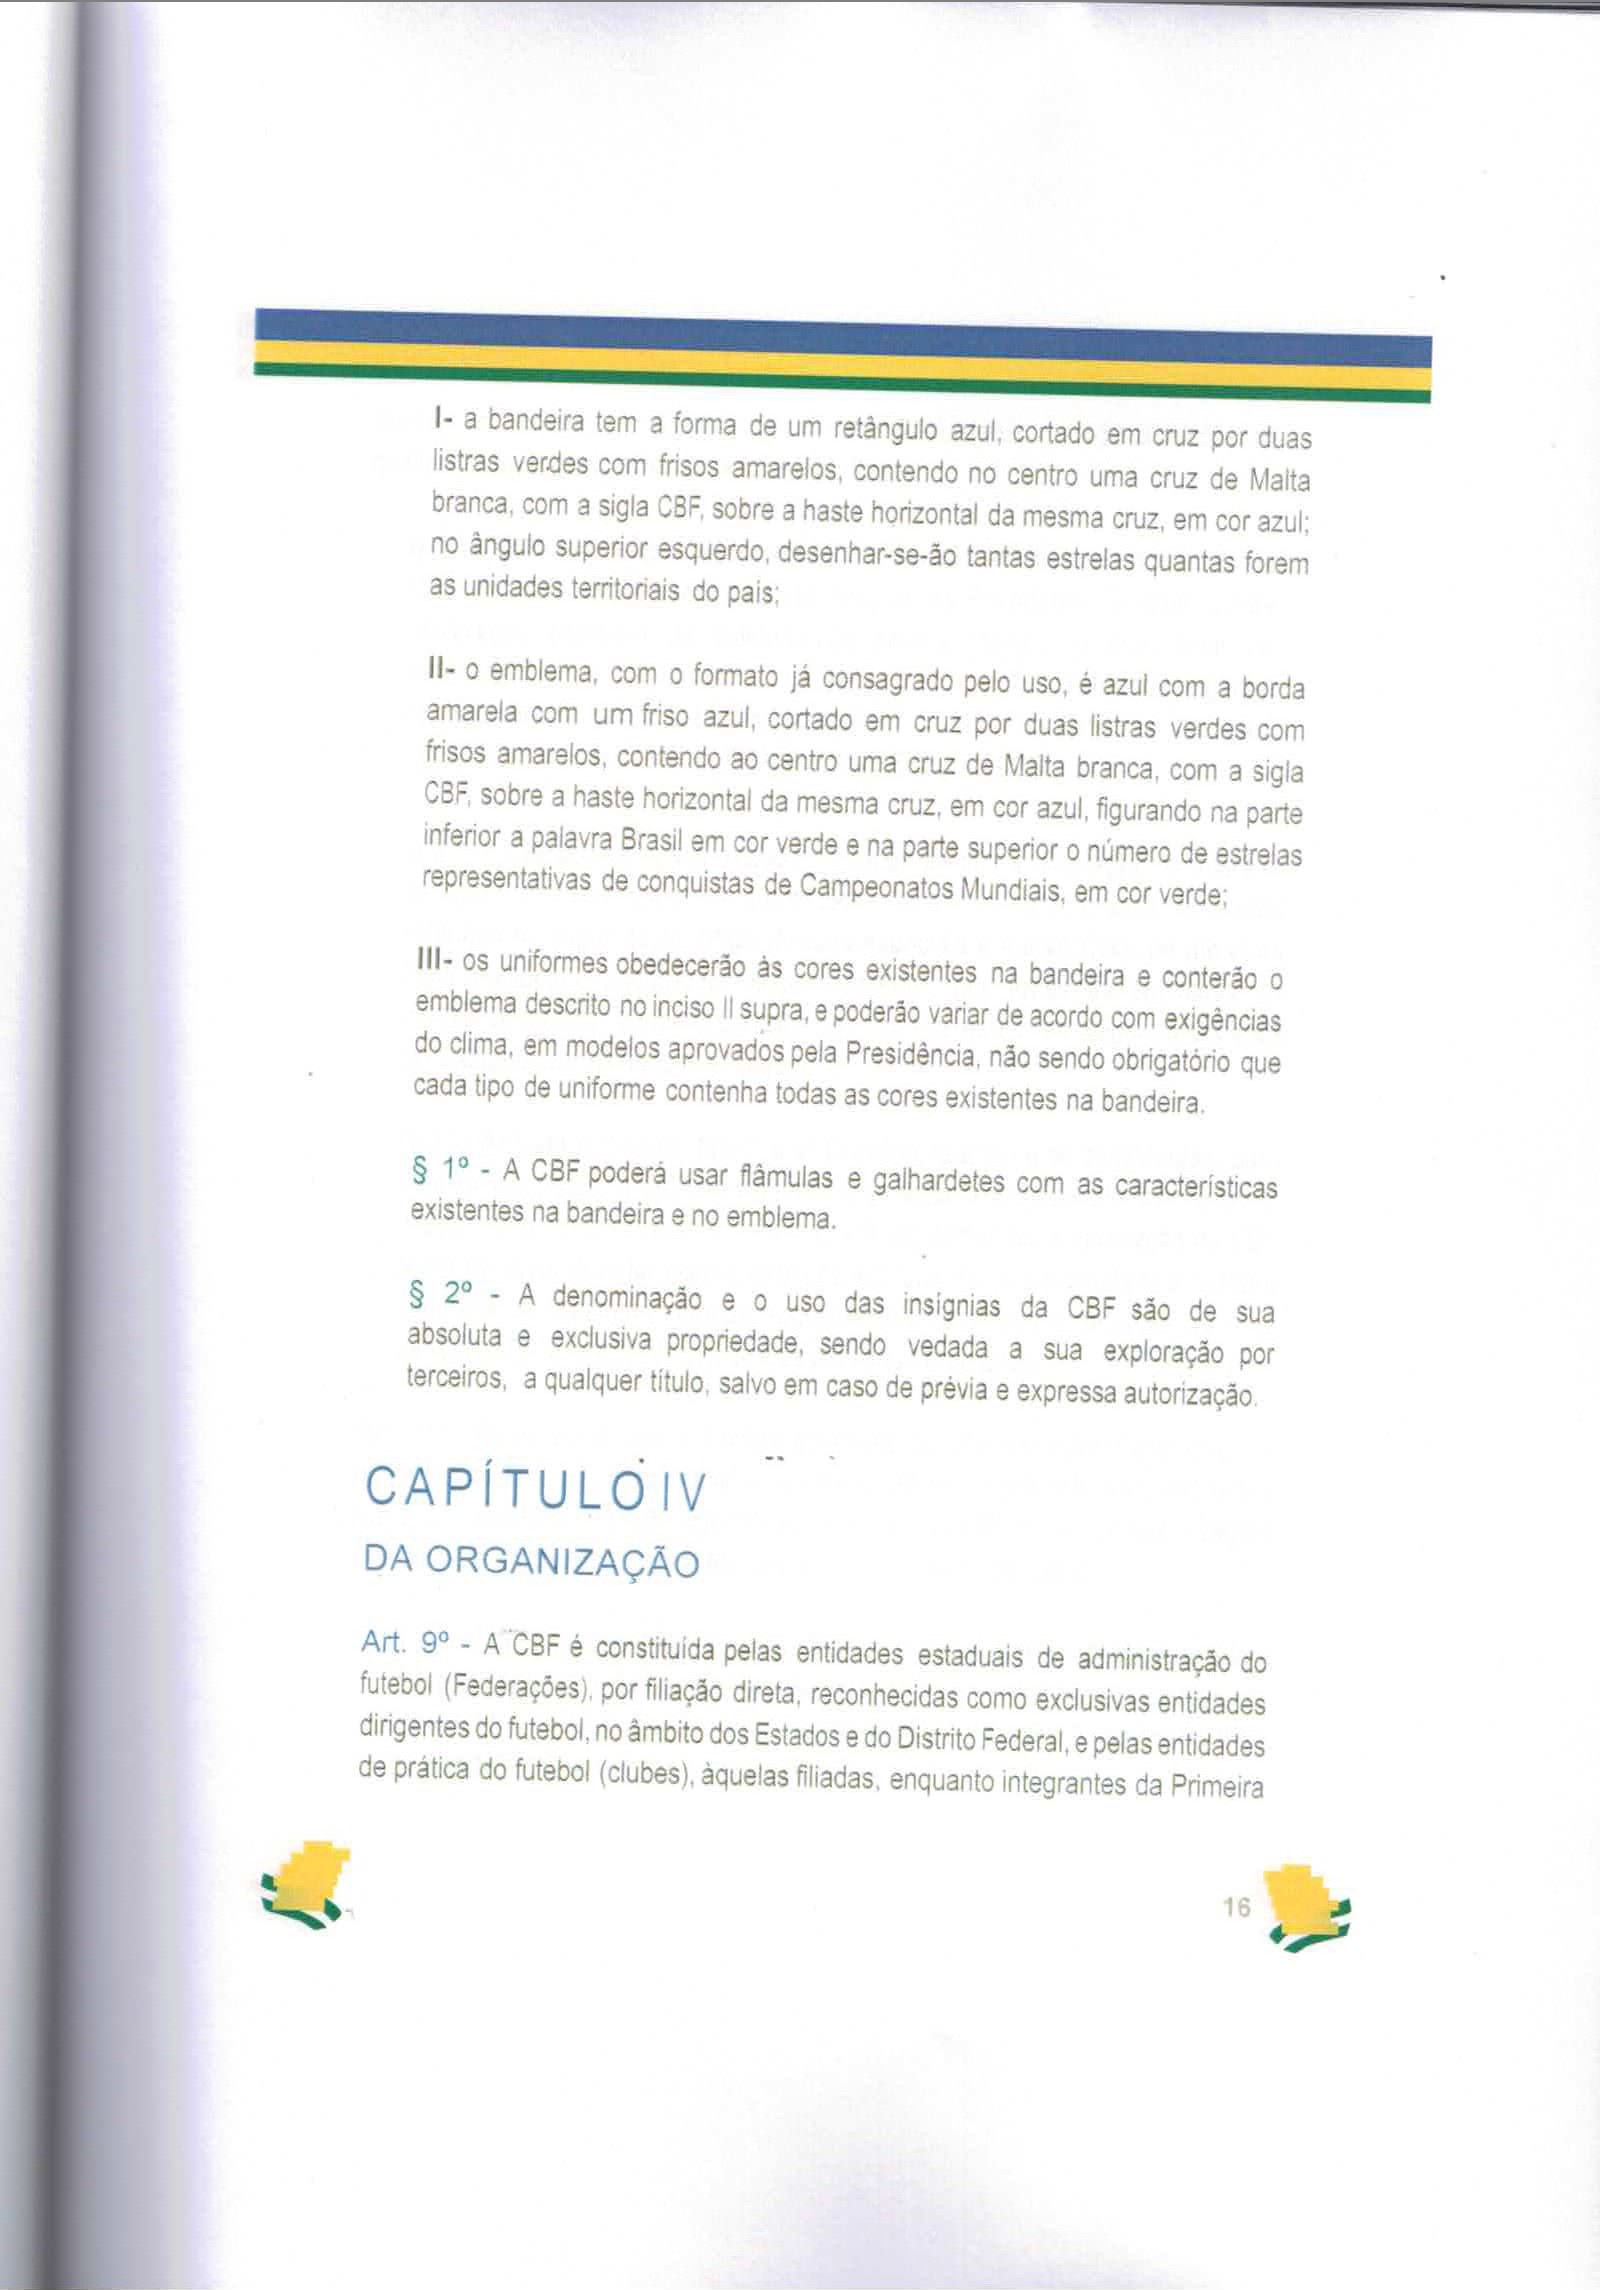 I- a bandeira tem a forma de um retângulo azul, cortado em cruz por duas
listras verdes com frisos amarelos, contendo no centro uma cruz de Malta
branca, com a sigla CBF, sobre a haste horizontal da mesma cruz, em cor azul;
no ângulo superior esquerdo, desenhar-se-ão tantas estrelas quantas forem
as unidades territoriais do pais;
II- o emblema, com o formato já consagrado pelo uso, é azul com a borda
amarela com um friso azul, cortado em cruz por duas listras verdes com
frisos amarelos, contendo ao centro uma cruz de Malta branca, com a sigla
CBF, sobre a haste horizontal da mesma cruz, em cor azul, figurando na parte
inferior a palavra Brasil em cor verde e na parte superior o número de estrelas
representativas de conquistas de Campeonatos Mundiais, em cor verde;
III- os uniformes obedecerão às cores existentes na bandeira e conterão o
emblema descrito no inciso II supra, e poderão variar de acordo com exigências
do clima, em modelos aprovados pela Presidência, não sendo obrigatório que
cada tipo de uniforme contenha todas as cores existentes na bandeira.
§ 1º - A CBF poderá usar flâmulas e galhardetes com as características
existentes na bandeira e no emblema.
§ 2º - A denominação e o uso das insígnias da CBF são de sua
absoluta e exclusiva propriedade, sendo vedada a sua exploração por
terceiros, a qualquer título, salvo em caso de prévia e expressa autorização.
CAPÍTULO IV
DA ORGANIZAÇÃO
Art. 9º - A CBF é constituída pelas entidades estaduais de administração do
futebol (Federações), por filiação direta, reconhecidas como exclusivas entidades
dirigentes do futebol, no âmbito dos Estados e do Distrito Federal, e pelas entidades
de prática do futebol (clubes), àquelas filiadas, enquanto integrantes da Primeira
16